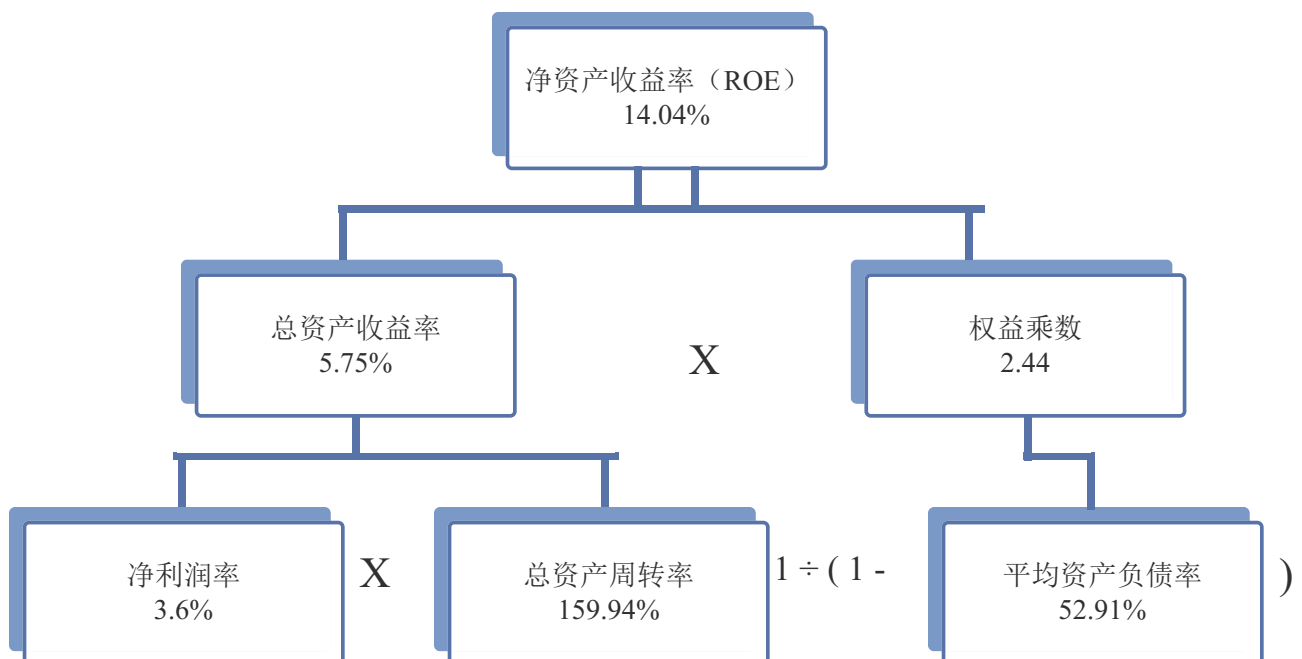 净资产收益率（ROE）
14.04%
总资产收益率
5.75%
X
权益乘数
2.44
净利润率
3.6%
X
总资产周转率
159.94%
1 ÷ ( 1 -
平均资产负债率
52.91%
)